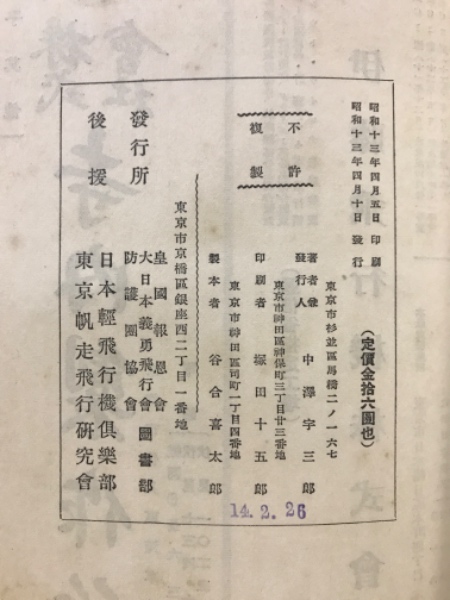 昭和十三年四月五日印刷
昭和十三年四月十日發行
（定價金拾六圓也）
不許
複製
東京市杉並區馬橋二ノ一六七
著者兼
發行人
中澤宇三郎
東京市神田區神保町三丁目廿三番地
印刷者 塚田十五郎
東京市神田區司町一丁目四番地
製本者 谷合喜太郎
東京市京橋區銀座西二丁目一番地
發行所
皇國報恩會
大日本義勇飛行會圖書部
防護團協會
後援
日本輕飛行機俱樂部
東京帆走飛行研究會
14.2.26